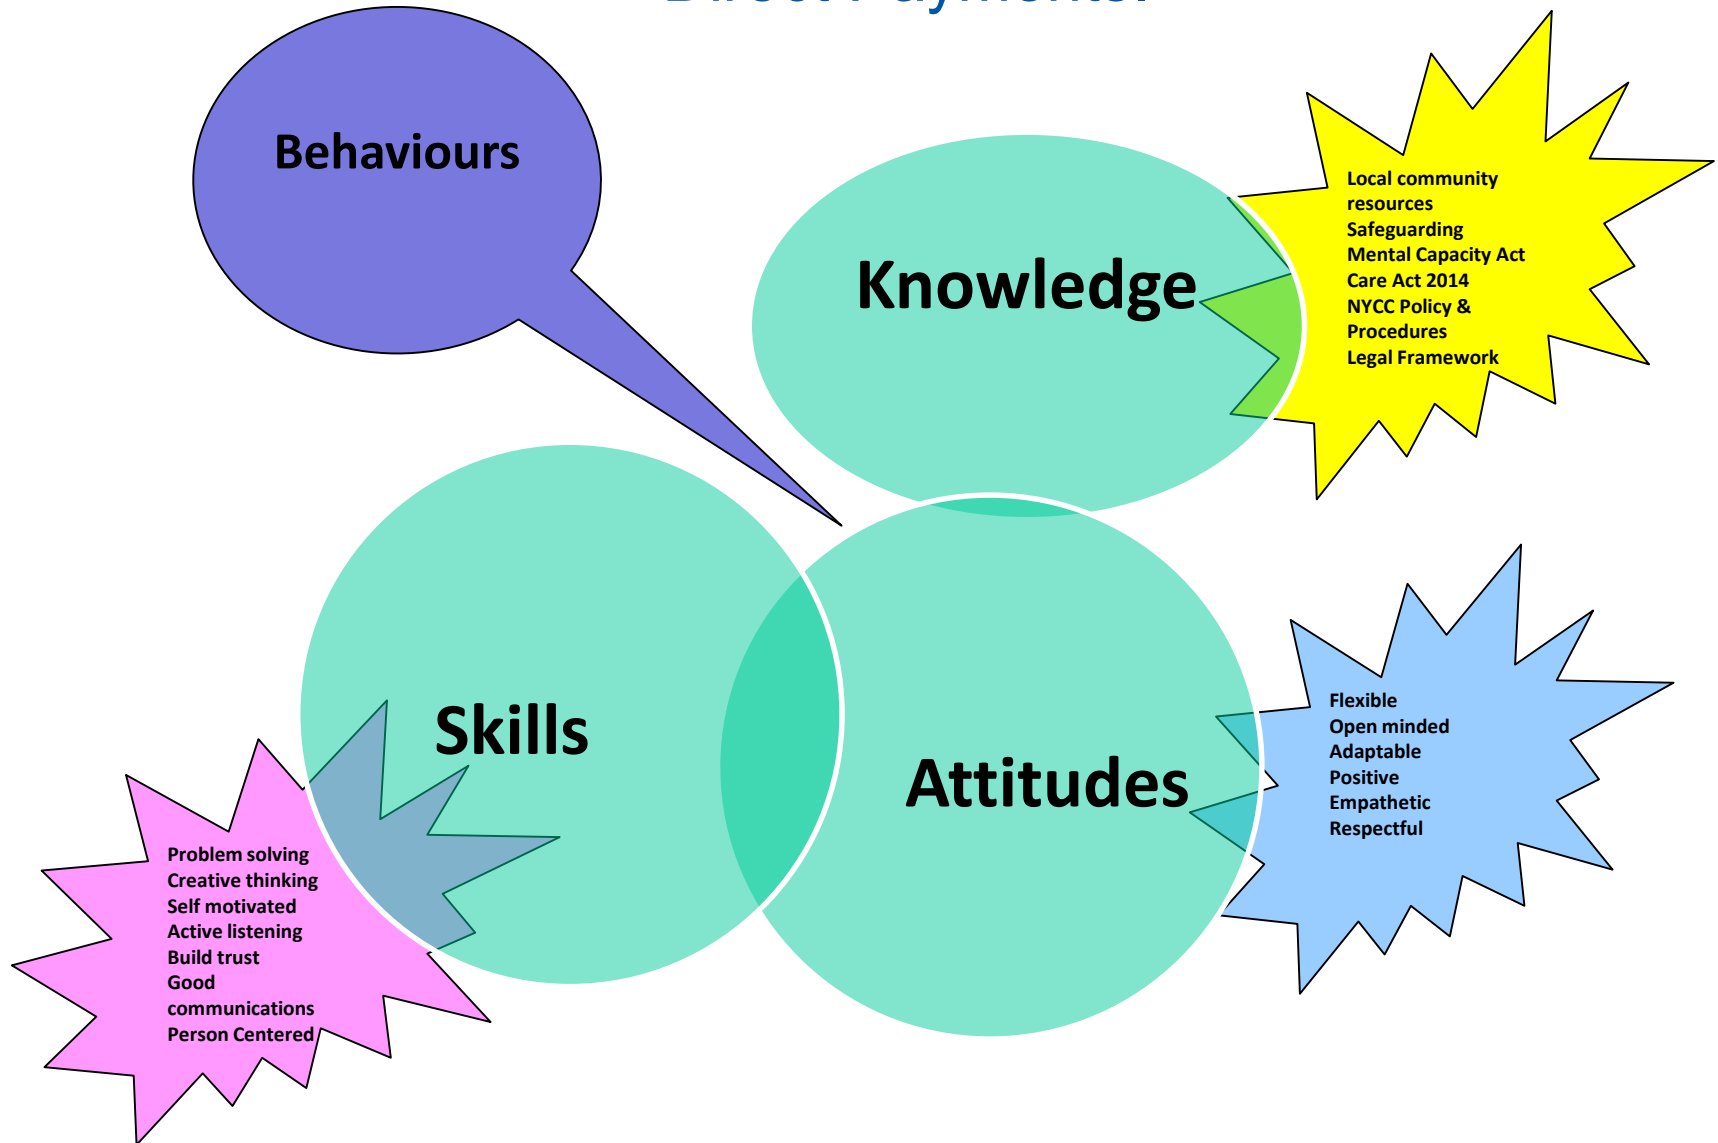 Direct Payments.
Behaviours
Knowledge
Local community
resources
Safeguarding
Mental Capacity Act
Care Act 2014
NYCC Policy &
Procedures
Legal Framework
Skills
Attitudes
Flexible
Open minded
Adaptable
Positive
Empathetic
Respectful
Problem solving
Creative thinking
Self motivated
Active listening
Build trust
Good
communications
Person Centered